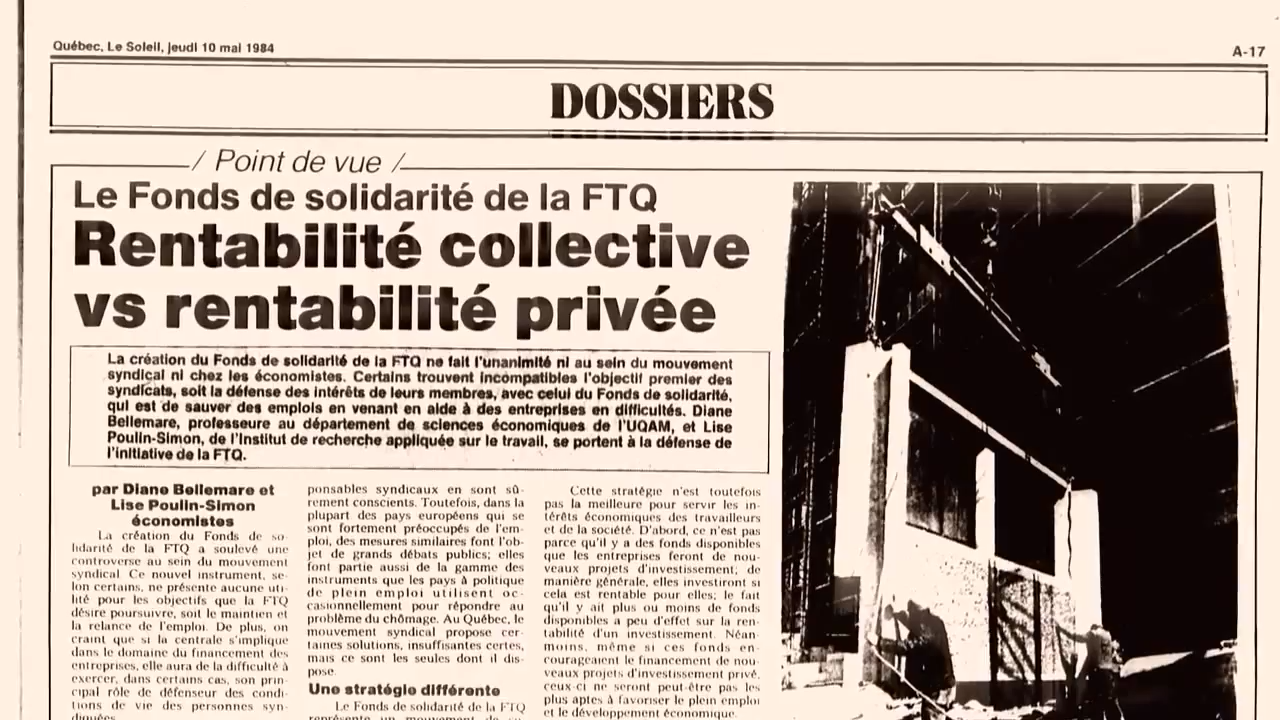 Québec, Le Soleil, jeudi 10 mai 1984
A-17
DOSSIERS
/ Point de vue /
Le Fonds de solidarité de la FTQ
Rentabilité collective
vs rentabilité privée
La création du Fonds de solidarité de la FTQ ne fait l'unanimité ni au sein du mouvement
syndical ni chez les économistes. Certains trouvent incompatibles l'objectif premier des
syndicats, soit la défense des intérêts de leurs membres, avec celui du Fonds de solidarité,
qui est de sauver des emplois en venant en aide à des entreprises en difficultés. Diane
Bellemare, professeure au département de sciences économiques de l'UQAM, et Lise
Poulin-Simon, de l'Institut de recherche appliquée sur le travail, se portent à la défense de
l'initiative de la FTQ.
par Diane Bellemare et
Lise Poulin-Simon
économistes
La création du Fonds de so-
lidarité de la FTQ a soulevé une
controverse au sein du mouvement
syndical Ce nouvel instrument, se-
lon certains, ne présente aucune uti-
lité pour les objectifs que la FTQ
désire poursuivre, soit le maintien et
la relance de l'emploi. De plus, on
craint que si la centrale s'implique
dans le domaine du financement des
entreprises, elle aura de la difficulté à
exercer, dans certains cas, son prin-
cipal rôle de défenseur des condi-
tions de vie des personnes syn-
diquées
ponsables syndicaux en sont sû-
rement conscients. Toutefois, dans la
plupart des pays européens qui se
sont fortement préoccupés de l'em-
ploi, des mesures similaires font l'ob-
jet de grands débats publics; elles
font partie aussi de la gamme des
instruments que les pays à politique
de plein emploi utilisent oc-
casionnellement pour répondre au
problème du chômage. Au Québec, le
mouvement syndical propose cer-
taines solutions, insuffisantes certes,
mais ce sont les seules dont il dis-
pose.
Une stratégie différente
Le Fonds de solidarité de la FTQ
représente un mouvement de
Cette stratégie n'est toutefois
pas la meilleure pour servir les in-
térêts économiques des travailleurs
et de la société. D'abord, ce n'est pas
parce qu'il y a des fonds disponibles
que les entreprises feront de nou-
veaux projets d'investissement; de
manière générale, elles investiront si
cela est rentable pour elles; le fait
qu'il y ait plus ou moins de fonds
disponibles a peu d'effet sur la ren-
tabilité d'un investissement. Néan-
moins, même si ces fonds en-
courageaient le financement de nou-
veaux projets d'investissement privé,
ceux-ci ne seront peut-être pas les
plus aptes à favoriser le plein emploi
et le développement économique.